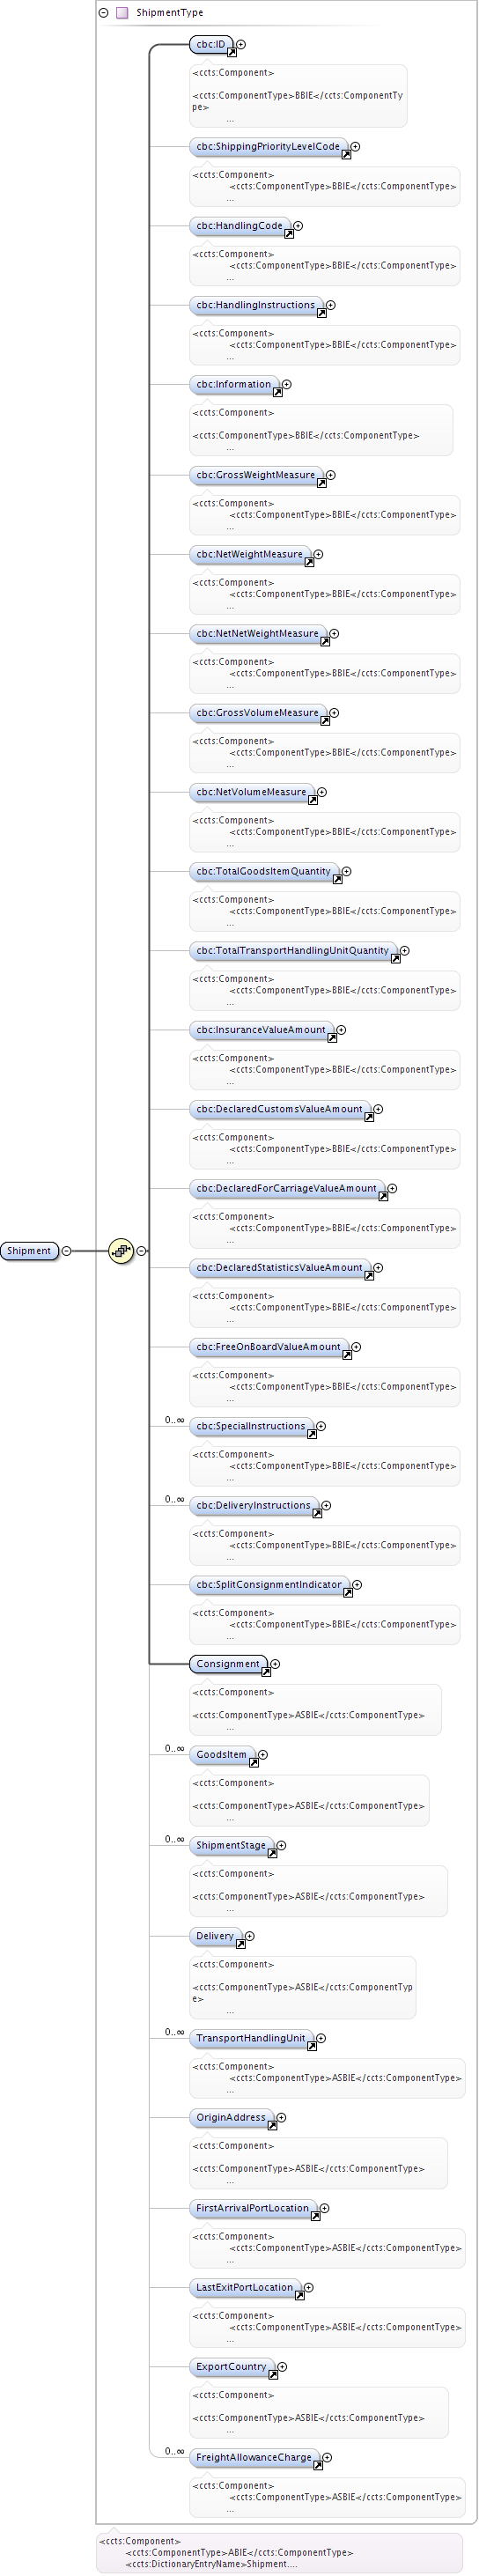 ShipmentType
cbc:ID
<ccts:Component>
<ccts:ComponentType>BBIE</ccts:ComponentTy
pe>
...
cbc:ShippingPriorityLevelCode
<ccts:Component>
<ccts:ComponentType>BBIE</ccts:ComponentType>
...
cbc:HandlingCode
<ccts:Component>
<ccts:ComponentType>BBIE</ccts:ComponentType>
...
cbc:HandlingInstructions
<ccts:Component>
<ccts:ComponentType>BBIE</ccts:ComponentType>
...
cbc:Information
<ccts:Component>
<ccts:ComponentType>BBIE</ccts:ComponentType>
...
cbc:GrossWeightMeasure
<ccts:Component>
<ccts:ComponentType>BBIE</ccts:ComponentType>
...
cbc:NetWeightMeasure
<ccts:Component>
<ccts:ComponentType>BBIE</ccts:ComponentType>
...
cbc:NetNetWeightMeasure
<ccts:Component>
<ccts:ComponentType>BBIE</ccts:ComponentType>
...
cbc:GrossVolumeMeasure
<ccts:Component>
<ccts:ComponentType>BBIE</ccts:ComponentType>
...
cbc:NetVolumeMeasure
<ccts:Component>
<ccts:ComponentType>BBIE</ccts:ComponentType>
...
cbc:TotalGoodsItemQuantity
<ccts:Component>
<ccts:ComponentType>BBIE</ccts:ComponentType>
...
cbc:TotalTransportHandlingUnitQuantity
<ccts:Component>
<ccts:ComponentType>BBIE</ccts:ComponentType>
...
cbc:InsuranceValueAmount
<ccts:Component>
<ccts:ComponentType>BBIE</ccts:ComponentType>
...
cbc:DeclaredCustomsValueAmount
<ccts:Component>
<ccts:ComponentType>BBIE</ccts:ComponentType>
...
cbc:DeclaredForCarriageValueAmount
<ccts:Component>
<ccts:ComponentType>BBIE</ccts:ComponentType>
...
Shipment
cbc:DeclaredStatisticsValueAmount
<ccts:Component>
<ccts:ComponentType>BBIE</ccts:ComponentType>
...
cbc:FreeOnBoardValueAmount
<ccts:Component>
<ccts:ComponentType>BBIE</ccts:ComponentType>
...
0..∞ cbc:SpecialInstructions
<ccts:Component>
<ccts:ComponentType>BBIE</ccts:ComponentType>
...
0..∞ cbc:DeliveryInstructions
<ccts:Component>
<ccts:ComponentType>BBIE</ccts:ComponentType>
...
cbc:SplitConsignmentIndicator
<ccts:Component>
<ccts:ComponentType>BBIE</ccts:ComponentType>
...
Consignment
<ccts:Component>
<ccts:ComponentType>ASBIE</ccts:ComponentType>
...
0..∞ GoodsItem
<ccts:Component>
<ccts:ComponentType>ASBIE</ccts:ComponentType>
...
0..∞ ShipmentStage
<ccts:Component>
<ccts:ComponentType>ASBIE</ccts:ComponentType>
...
Delivery
<ccts:Component>
<ccts:ComponentType>ASBIE</ccts:ComponentTyp
e>
...
0..∞ TransportHandlingUnit
<ccts:Component>
<ccts:ComponentType>ASBIE</ccts:ComponentType>
...
OriginAddress
<ccts:Component>
<ccts:ComponentType>ASBIE</ccts:ComponentType>
...
FirstArrivalPortLocation
<ccts:Component>
<ccts:ComponentType>ASBIE</ccts:ComponentType>
...
LastExitPortLocation
<ccts:Component>
<ccts:ComponentType>ASBIE</ccts:ComponentType>
...
ExportCountry
<ccts:Component>
<ccts:ComponentType>ASBIE</ccts:ComponentType>
...
0..∞ FreightAllowanceCharge
<ccts:Component>
<ccts:ComponentType>ASBIE</ccts:ComponentType>
...
<ccts:Component>
<ccts:ComponentType>ABIE</ccts:ComponentType>
<ccts:DictionaryEntryName>Shipment....